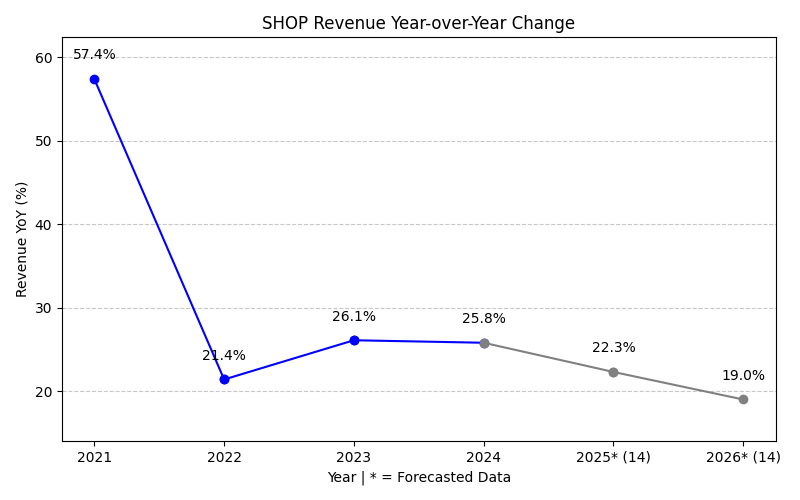 SHOP Revenue Year-over-Year Change
Revenue YoY (%)
60
50
40
30
20
57.4%
21.4%
26.1%
25.8%
22.3%
19.0%
2021 2022 2023 2024 2025* (14) 2026* (14)
Year | * = Forecasted Data